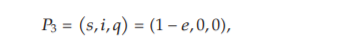 P₃ = (s, i, q) = (1 − e, 0, 0),